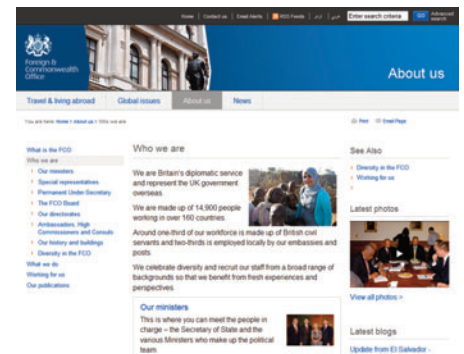 Home | Contact us | Email Alerts | RSS Feeds | اردو | عربي Enter search criteria GO Advanced search
Foreign &
Commonwealth
Office
About us
Travel & living abroad Global issues About us News
You are here: Home > About us > Who we are Print Email Page
What is the FCO
Who we are
Our ministers
Special representatives
Permanent Under-Secretary
The FCO Board
Our directorates
Ambassadors, High
Commissioners and Consuls
Our history and buildings
Diversity in the FCO
What we do
Working for us
Our publications
Who we are
We are Britain's diplomatic service
and represent the UK government
overseas.
We are made up of 14,900 people
working in over 160 countries.
Around one-third of our workforce is made up of British civil
servants and two-thirds is employed locally by our embassies and
posts.
We celebrate diversity and recruit our staff from a broad range of
backgrounds so that we benefit from fresh experiences and
perspectives.
Our ministers
This is where you can meet the people in
charge – the Secretary of State and the
various Ministers who make up the political
team
See Also
Diversity in the FCO
Working for us
Latest photos
View all photos >
Latest blogs
Update from El Salvador -